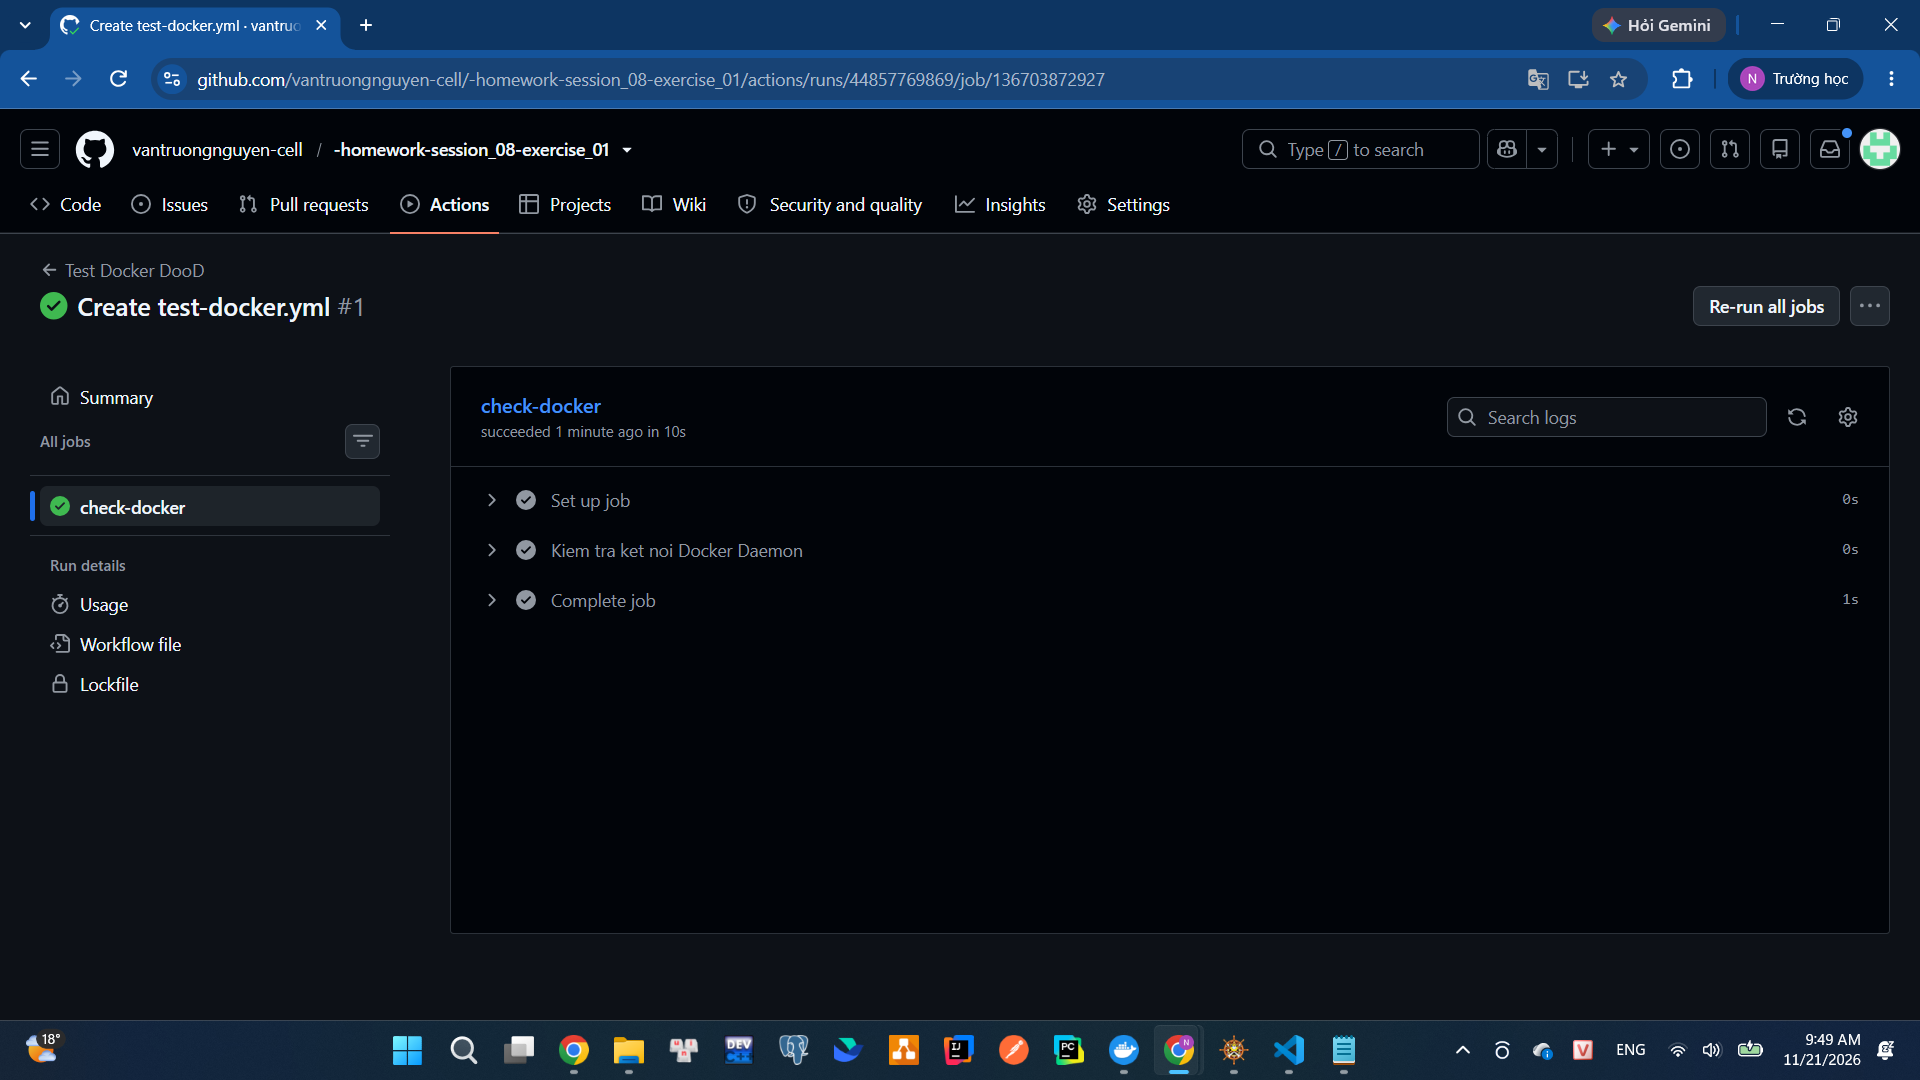 Create test-docker.yml · vantruo
Hỏi Gemini
github.com/vantruongnguyen-cell/-homework-session_08-exercise_01/actions/runs/44857769869/job/136703872927
N Trường học
vantruongnguyen-cell / -homework-session_08-exercise_01
Type / to search
Code
Issues
Pull requests
Actions
Projects
Wiki
Security and quality
Insights
Settings
Test Docker DooD
Create test-docker.yml #1
Re-run all jobs
Summary
All jobs
check-docker
Run details
Usage
Workflow file
Lockfile
check-docker
succeeded 1 minute ago in 10s
Search logs
Set up job 0s
Kiem tra ket noi Docker Daemon 0s
Complete job 1s
18°
DEV
C++
IJ
PC
N
V
ENG
9:49 AM
11/21/2026